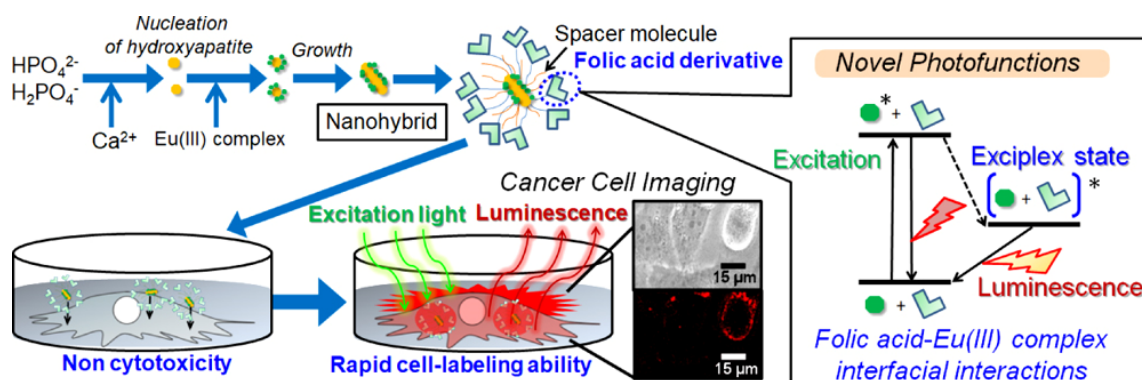 Nucleation
of hydroxyapatite
Growth
HPO₄²⁻
H₂PO₄⁻
Ca²⁺
Eu(III) complex
Nanohybrid
Spacer molecule
Folic acid derivative
Novel Photofunctions
* +
Excitation
Exciplex state
+ *
Luminescence
+
Folic acid-Eu(III) complex
interfacial interactions
Cancer Cell Imaging
Excitation light
Luminescence
15 μm
15 μm
Non cytotoxicity
Rapid cell-labeling ability